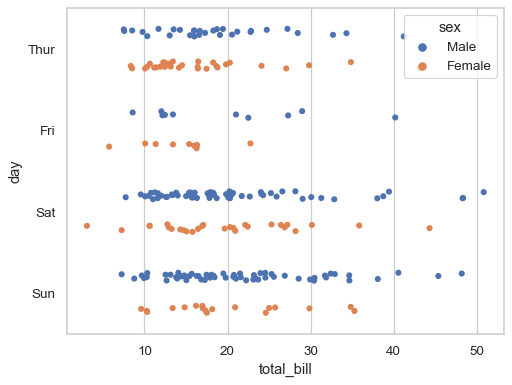 sex
Male
Female
Thur
Fri
Sat
Sun
day
10 20 30 40 50
total_bill